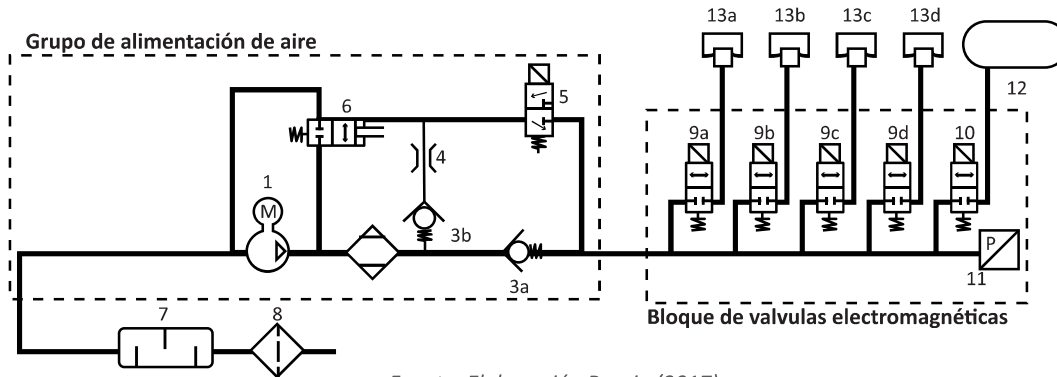 13a 13b 13c 13d
Grupo de alimentación de aire
12
6
5
9a 9b 9c 9d 10
4
1
M
3b
P
3a
11
7 8
Bloque de valvulas electromagnéticas